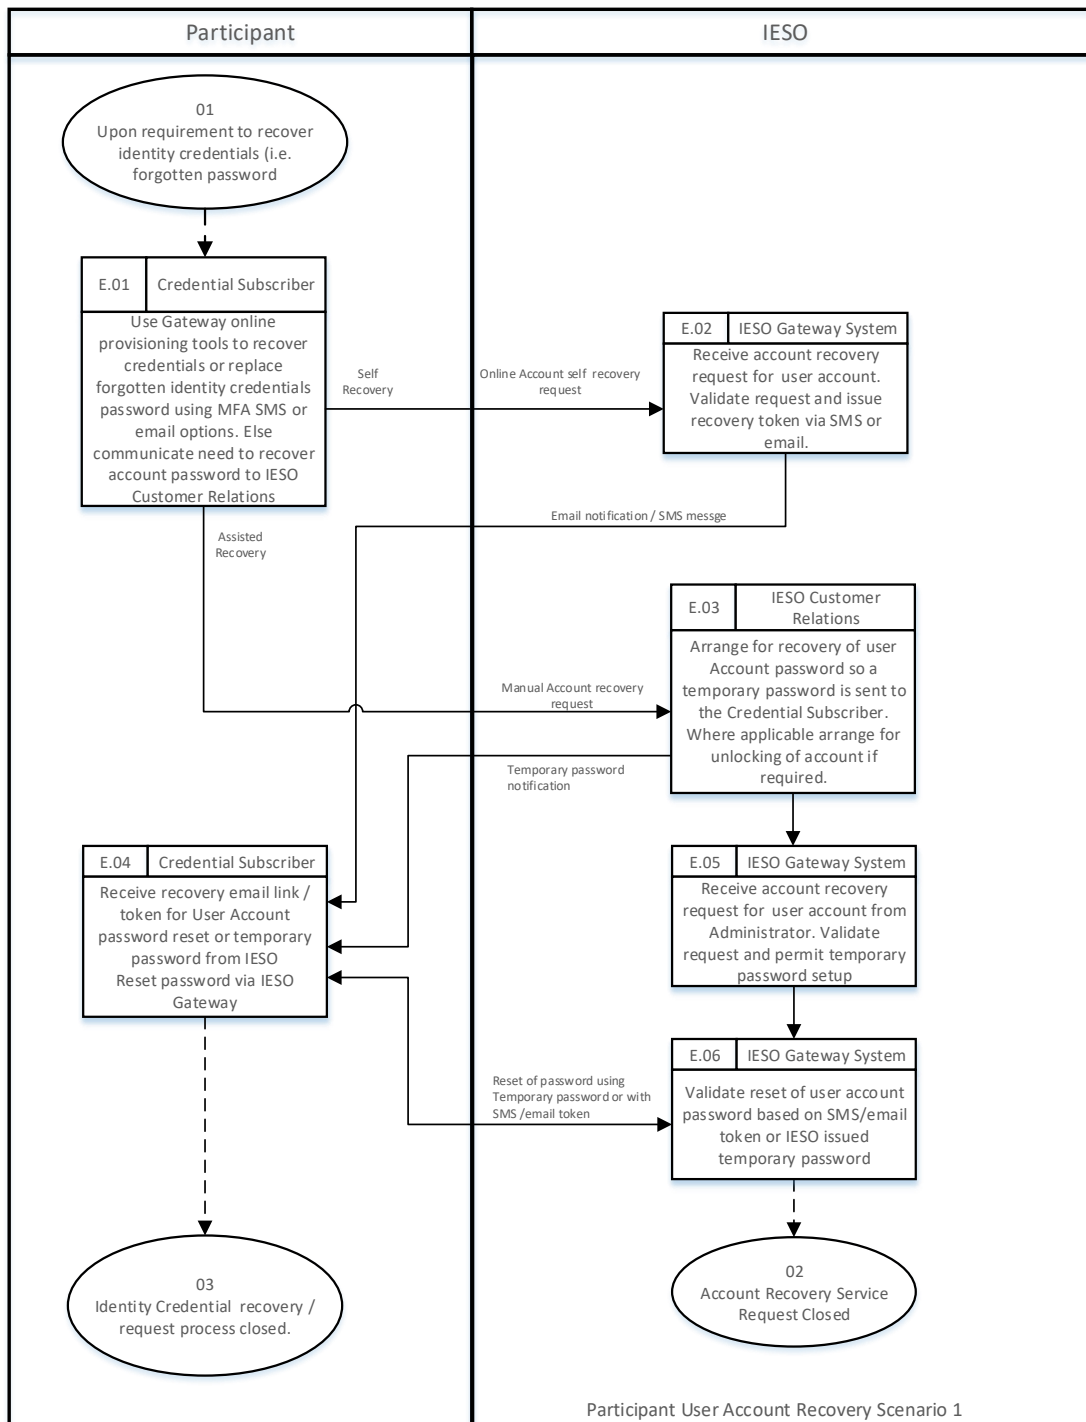 Participant
IESO
01
Upon requirement to recover
identity credentials (i.e.
forgotten password
E.01
Credential Subscriber
Use Gateway online
provisioning tools to recover
credentials or replace
forgotten identity credentials
password using MFA SMS or
email options. Else
communicate need to recover
account password to IESO
Customer Relations
Self
Recovery
Online Account self recovery
request
E.02
IESO Gateway System
Receive account recovery
request for user account.
Validate request and issue
recovery token via SMS or
email.
Email notification / SMS messge
Assisted
Recovery
E.03
IESO Customer
Relations
Arrange for recovery of user
Account password so a
temporary password is sent to
the Credential Subscriber.
Where applicable arrange for
unlocking of account if
required.
Manual Account recovery
request
Temporary password
notification
E.04
Credential Subscriber
Receive recovery email link /
token for User Account
password reset or temporary
password from IESO
Reset password via IESO
Gateway
E.05
IESO Gateway System
Receive account recovery
request for user account from
Administrator. Validate
request and permit temporary
password setup
E.06
IESO Gateway System
Validate reset of user account
password based on SMS/email
token or IESO issued
temporary password
Reset of password using
Temporary password or with
SMS /email token
03
Identity Credential recovery /
request process closed.
02
Account Recovery Service
Request Closed
Participant User Account Recovery Scenario 1